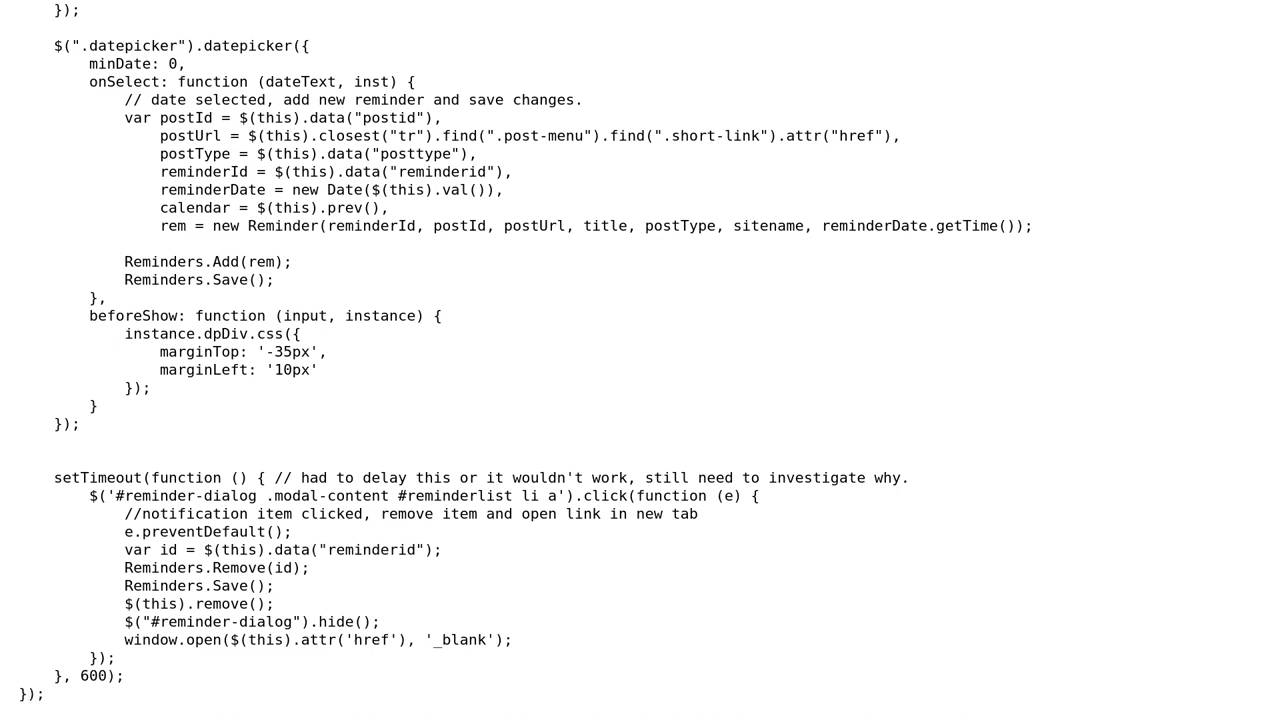 });

    $(".datepicker").datepicker({
        minDate: 0,
        onSelect: function (dateText, inst) {
            // date selected, add new reminder and save changes.
            var postId = $(this).data("postid"),
                postUrl = $(this).closest("tr").find(".post-menu").find(".short-link").attr("href"),
                postType = $(this).data("posttype"),
                reminderId = $(this).data("reminderid"),
                reminderDate = new Date($(this).val()),
                calendar = $(this).prev(),
                rem = new Reminder(reminderId, postId, postUrl, title, postType, sitename, reminderDate.getTime());

            Reminders.Add(rem);
            Reminders.Save();
        },
        beforeShow: function (input, instance) {
            instance.dpDiv.css({
                marginTop: '-35px',
                marginLeft: '10px'
            });
        }
    });


    setTimeout(function () { // had to delay this or it wouldn't work, still need to investigate why.
        $('#reminder-dialog .modal-content #reminderlist li a').click(function (e) {
            //notification item clicked, remove item and open link in new tab
            e.preventDefault();
            var id = $(this).data("reminderid");
            Reminders.Remove(id);
            Reminders.Save();
            $(this).remove();
            $("#reminder-dialog").hide();
            window.open($(this).attr('href'), '_blank');
        });
    }, 600);
});